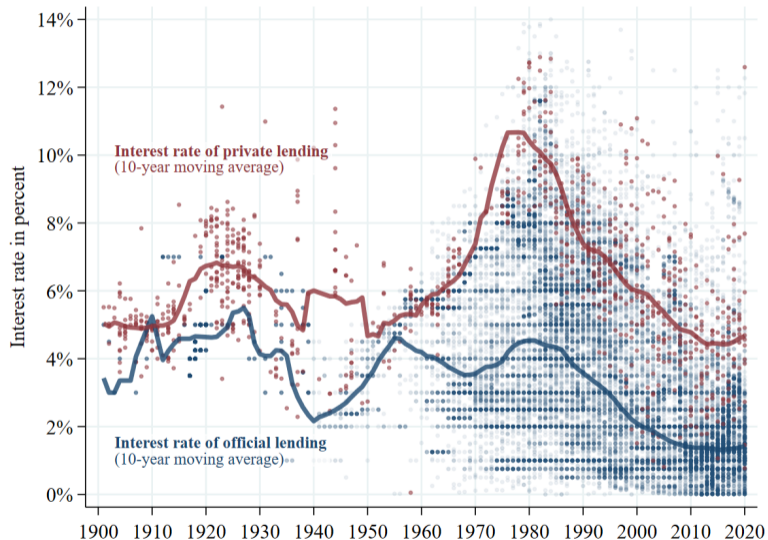 14%
12%
10%
8%
6%
4%
2%
0%
Interest rate in percent
Interest rate of private lending
(10-year moving average)
Interest rate of official lending
(10-year moving average)
1900 1910 1920 1930 1940 1950 1960 1970 1980 1990 2000 2010 2020